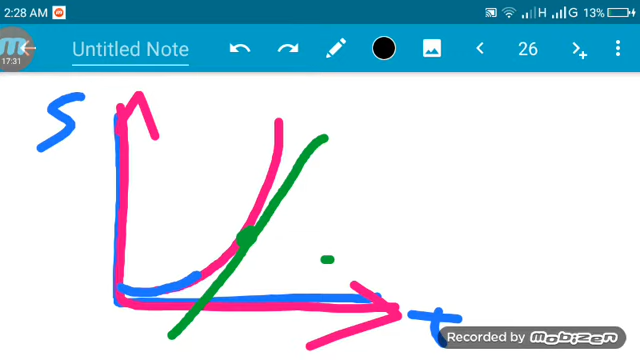 2:28 AM H G 13%
Untitled Note 26
17:31
S
t
Recorded by mobizen